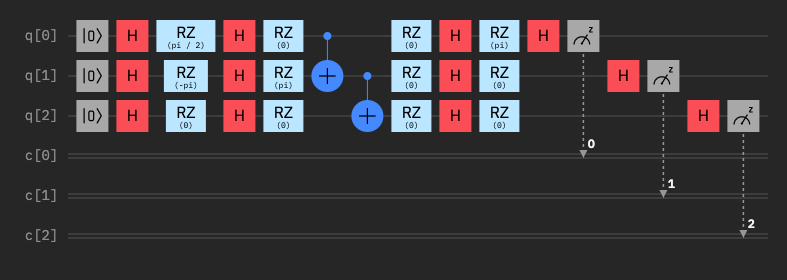 q[0] |0⟩ H RZ (pi / 2) H RZ (0) RZ (0) H RZ (pi) H z
q[1] |0⟩ H RZ (-pi) H RZ (pi) RZ (0) H RZ (0) H z
q[2] |0⟩ H RZ (0) H RZ (0) RZ (0) H RZ (0) H z
c[0] 0
c[1] 1
c[2] 2